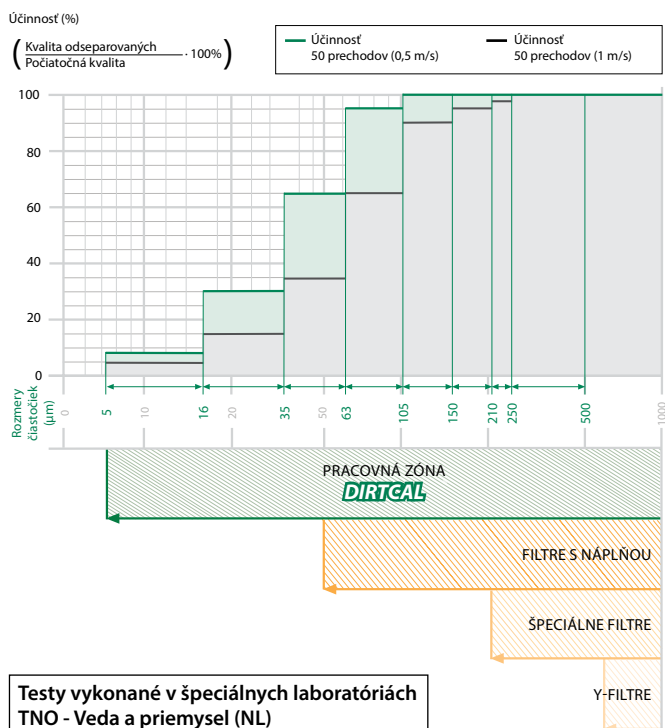 Účinnosť (%)
( Kvalita odseparovaných / Počiatočná kvalita · 100% )
Účinnosť
50 prechodov (0,5 m/s)
Účinnosť
50 prechodov (1 m/s)
100
80
60
40
20
0
Rozmery
čiastočiek
(µm)
0 5 10 16 20 35 50 63 105 150 210 250 500 1000
PRACOVNÁ ZÓNA
DIRTCAL
FILTRE S NÁPLŇOU
ŠPECIÁLNE FILTRE
Y-FILTRE
Testy vykonané v špeciálnych laboratóriách
TNO - Veda a priemysel (NL)